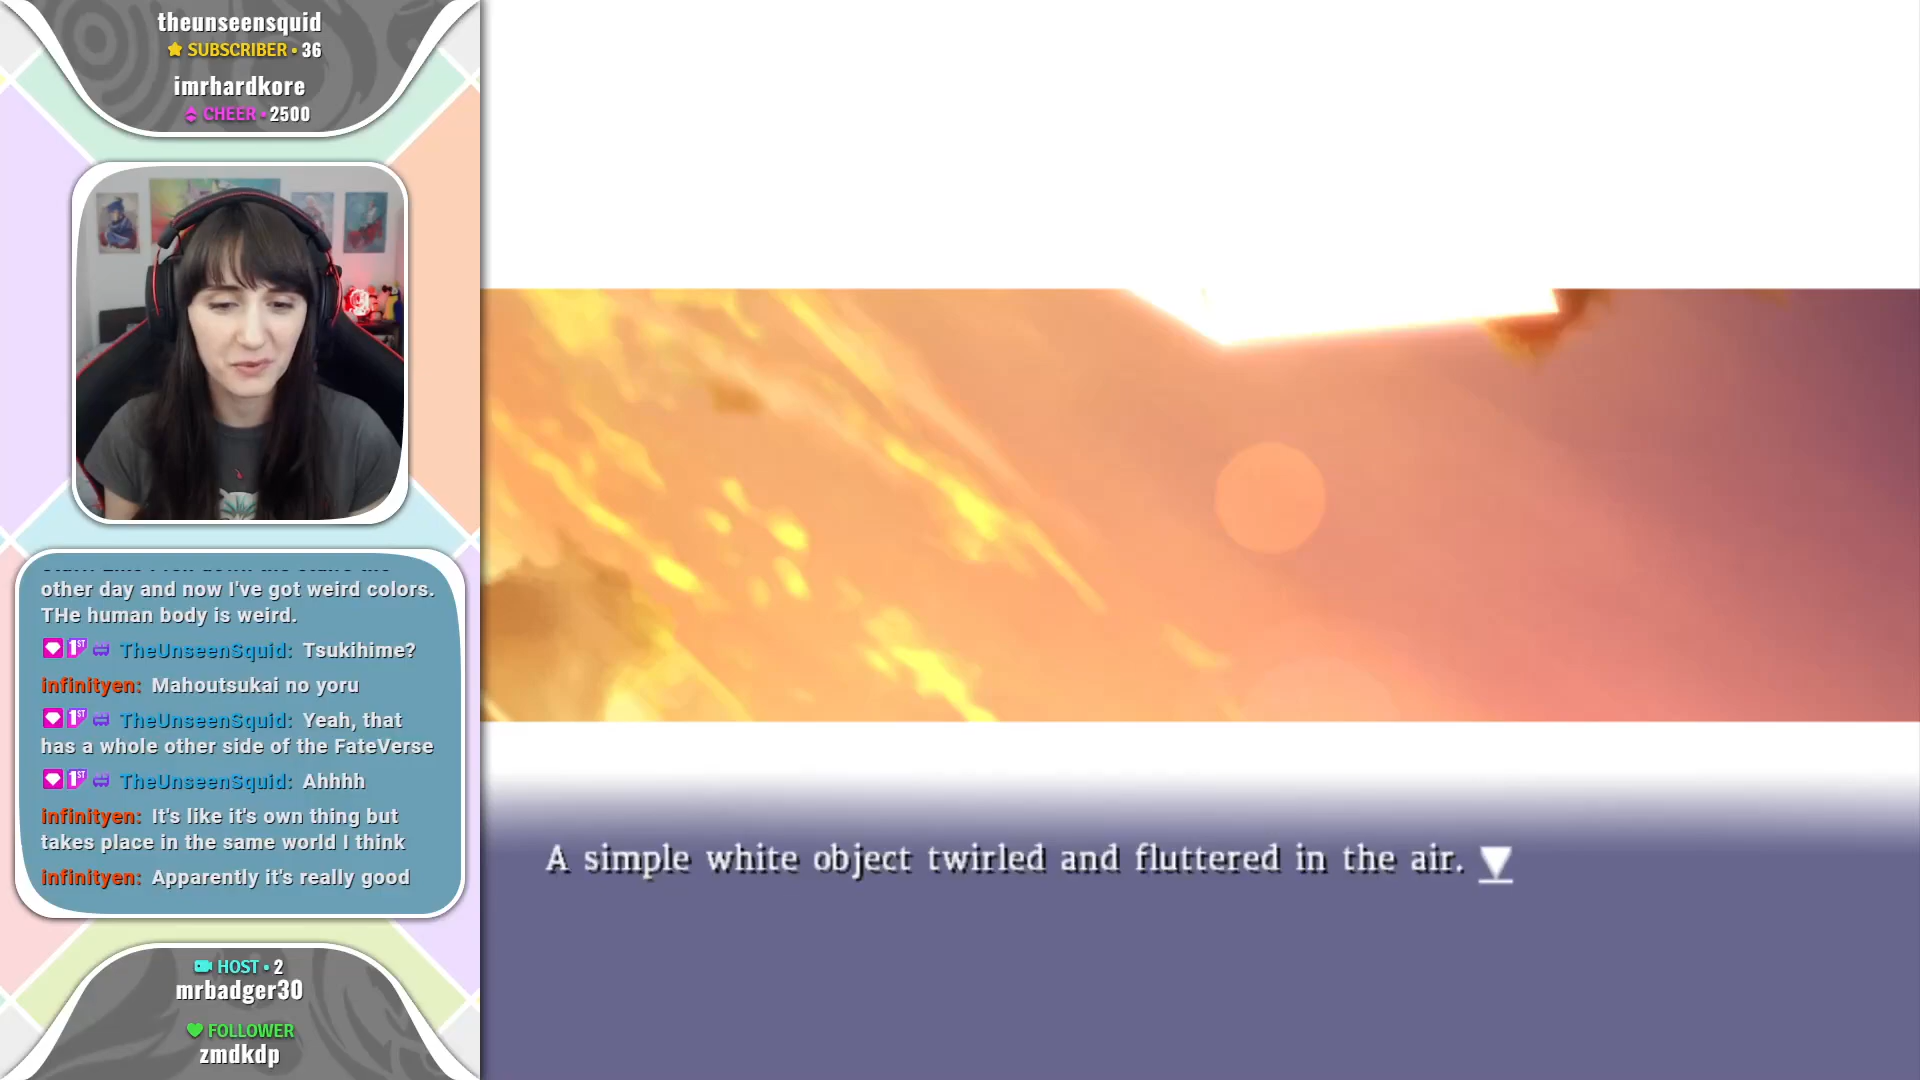 theunseensquid
SUBSCRIBER • 36
imrhardkore
CHEER • 2500
other day and now I've got weird colors.
THe human body is weird.
1ST TheUnseenSquid: Tsukihime?
infinityen: Mahoutsukai no yoru
1ST TheUnseenSquid: Yeah, that
has a whole other side of the FateVerse
1ST TheUnseenSquid: Ahhhh
infinityen: It's like it's own thing but
takes place in the same world I think
infinityen: Apparently it's really good
HOST • 2
mrbadger30
FOLLOWER
zmdkdp
A simple white object twirled and fluttered in the air.